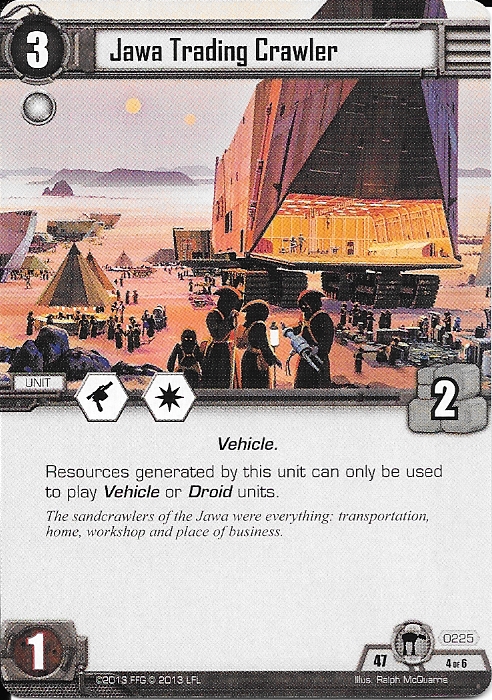 3
Jawa Trading Crawler
UNIT
2
Vehicle.
Resources generated by this unit can only be used
to play Vehicle or Droid units.
The sandcrawlers of the Jawa were everything: transportation,
home, workshop and place of business.
1
0225
47
4 OF 6
©2013 FFG © 2013 LFL
Illus. Ralph McQuarrie